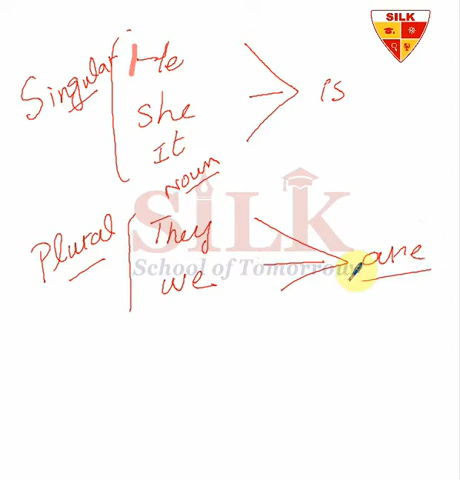 SILK
Singular
He
She
is
It
Noun
SILK
Plural
They
School of Tomorrow
we
are